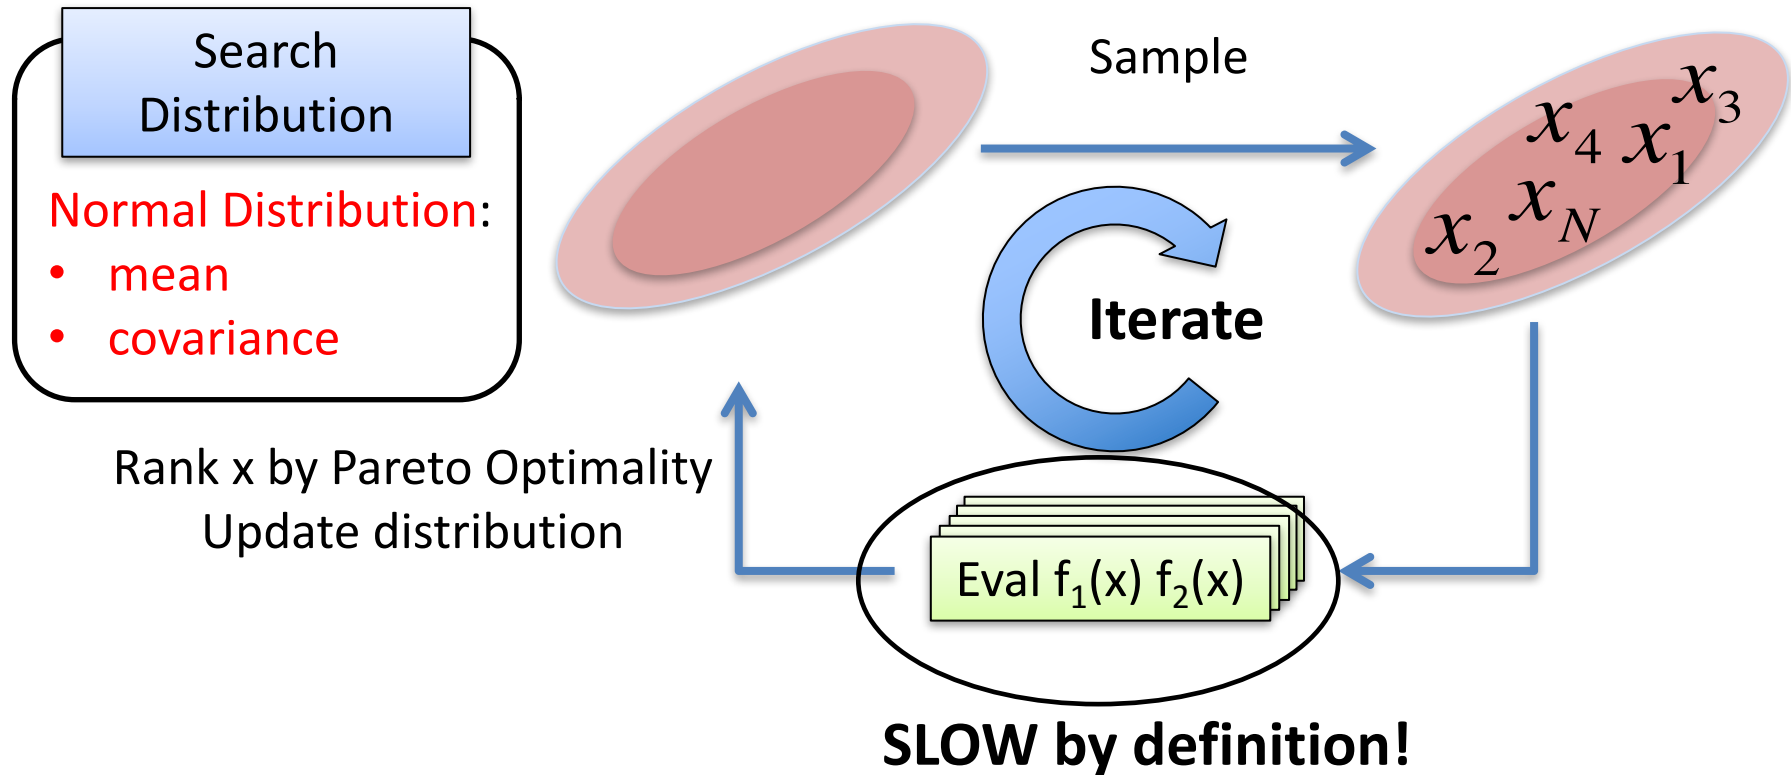 Search
Distribution
Normal Distribution:
• mean
• covariance
Sample
x₃
x₄
x₁
x_N
x₂
Iterate
Rank x by Pareto Optimality
Update distribution
Eval f₁(x) f₂(x)
SLOW by definition!